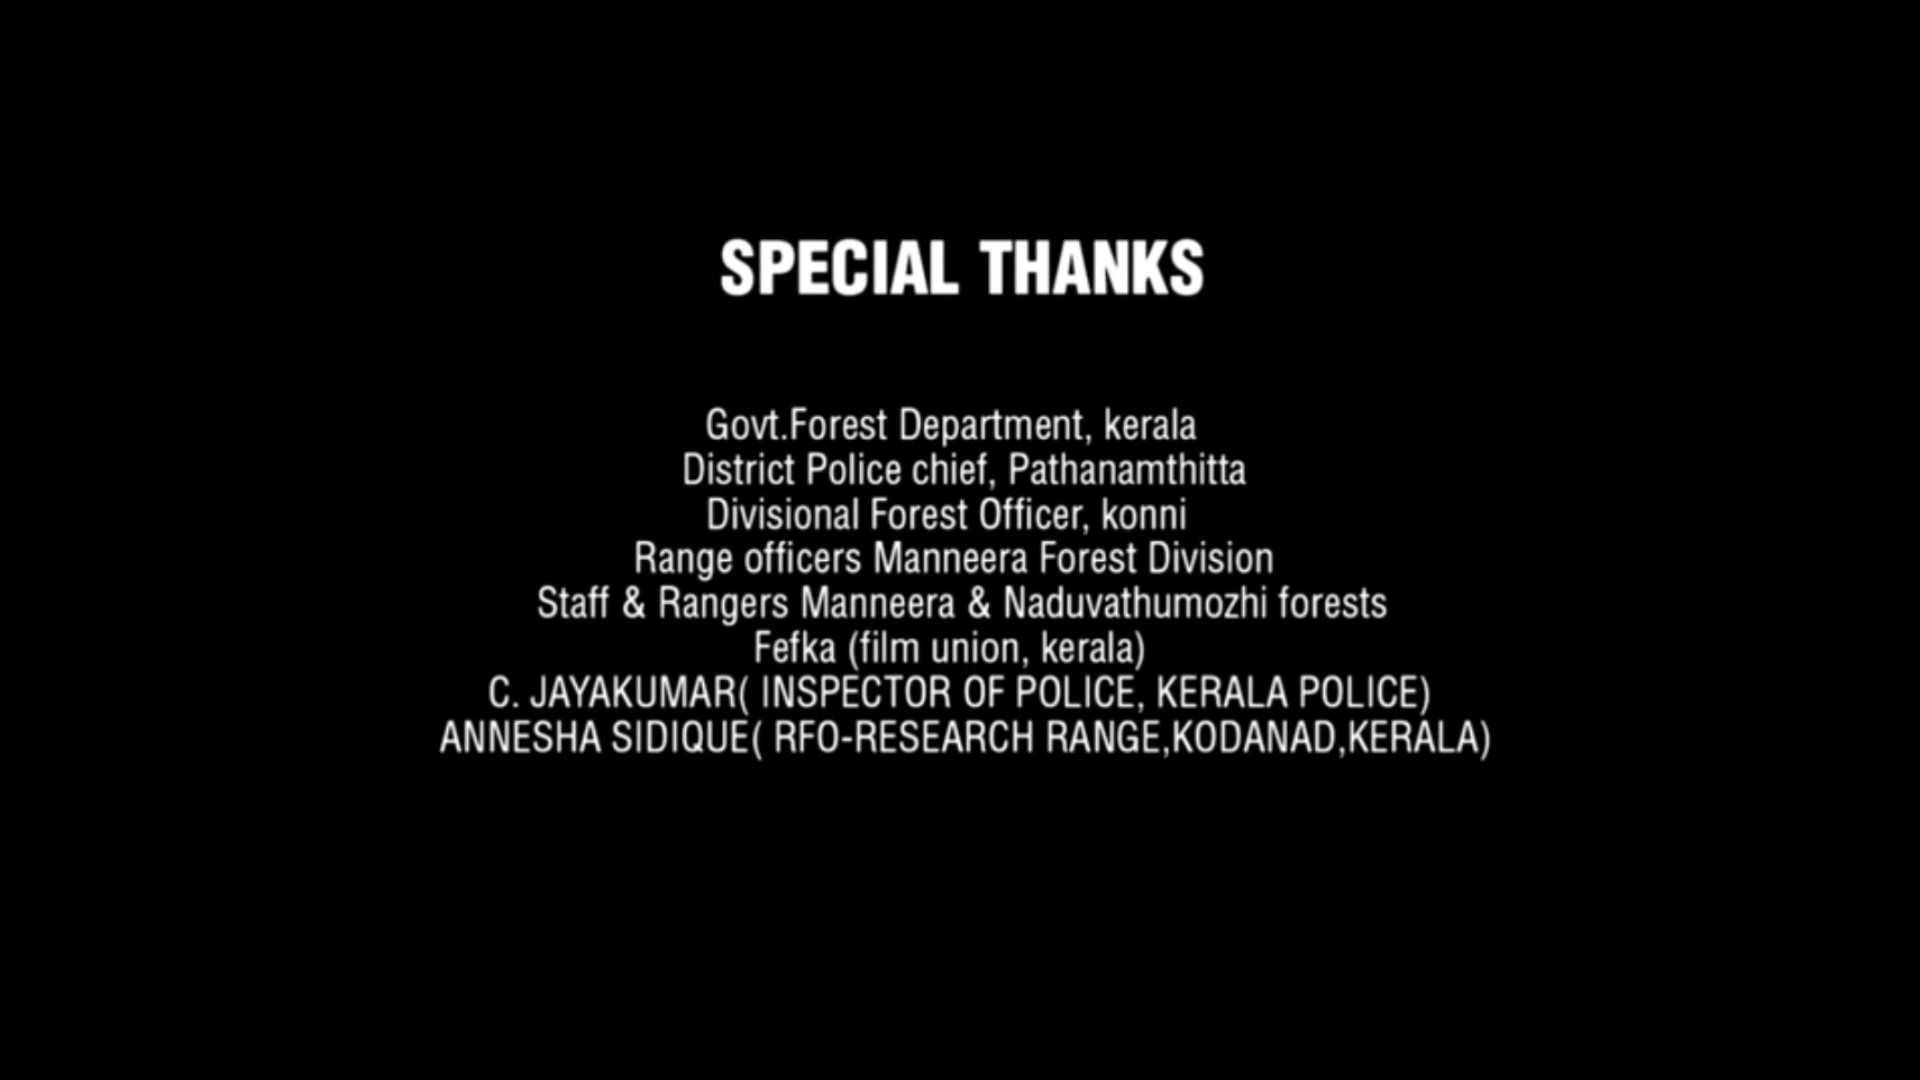 SPECIAL THANKS
Govt.Forest Department, kerala
District Police chief, Pathanamthitta
Divisional Forest Officer, konni
Range officers Manneera Forest Division
Staff & Rangers Manneera & Naduvathumozhi forests
Fefka (film union, kerala)
C. JAYAKUMAR( INSPECTOR OF POLICE, KERALA POLICE)
ANNESHA SIDIQUE( RFO-RESEARCH RANGE,KODANAD,KERALA)